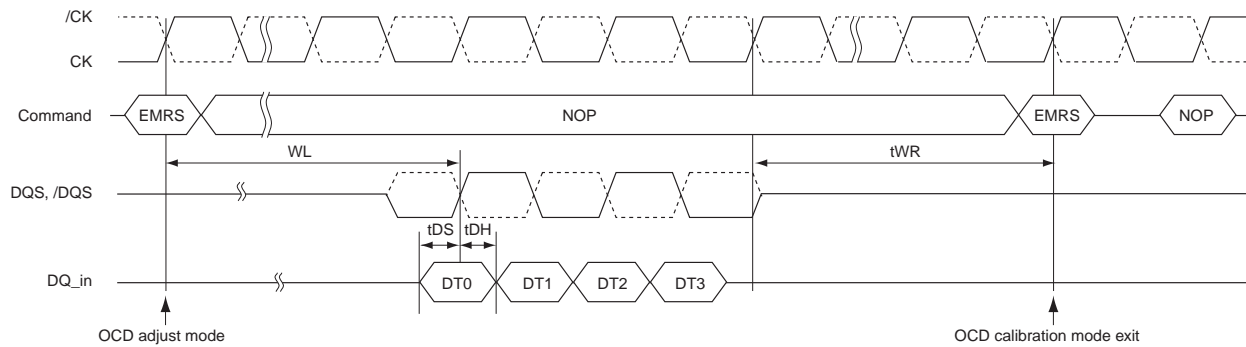 /CK
CK
Command
EMRS
NOP
EMRS
NOP
WL
tWR
DQS, /DQS
tDS
tDH
DQ_in
DT0
DT1
DT2
DT3
OCD adjust mode
OCD calibration mode exit